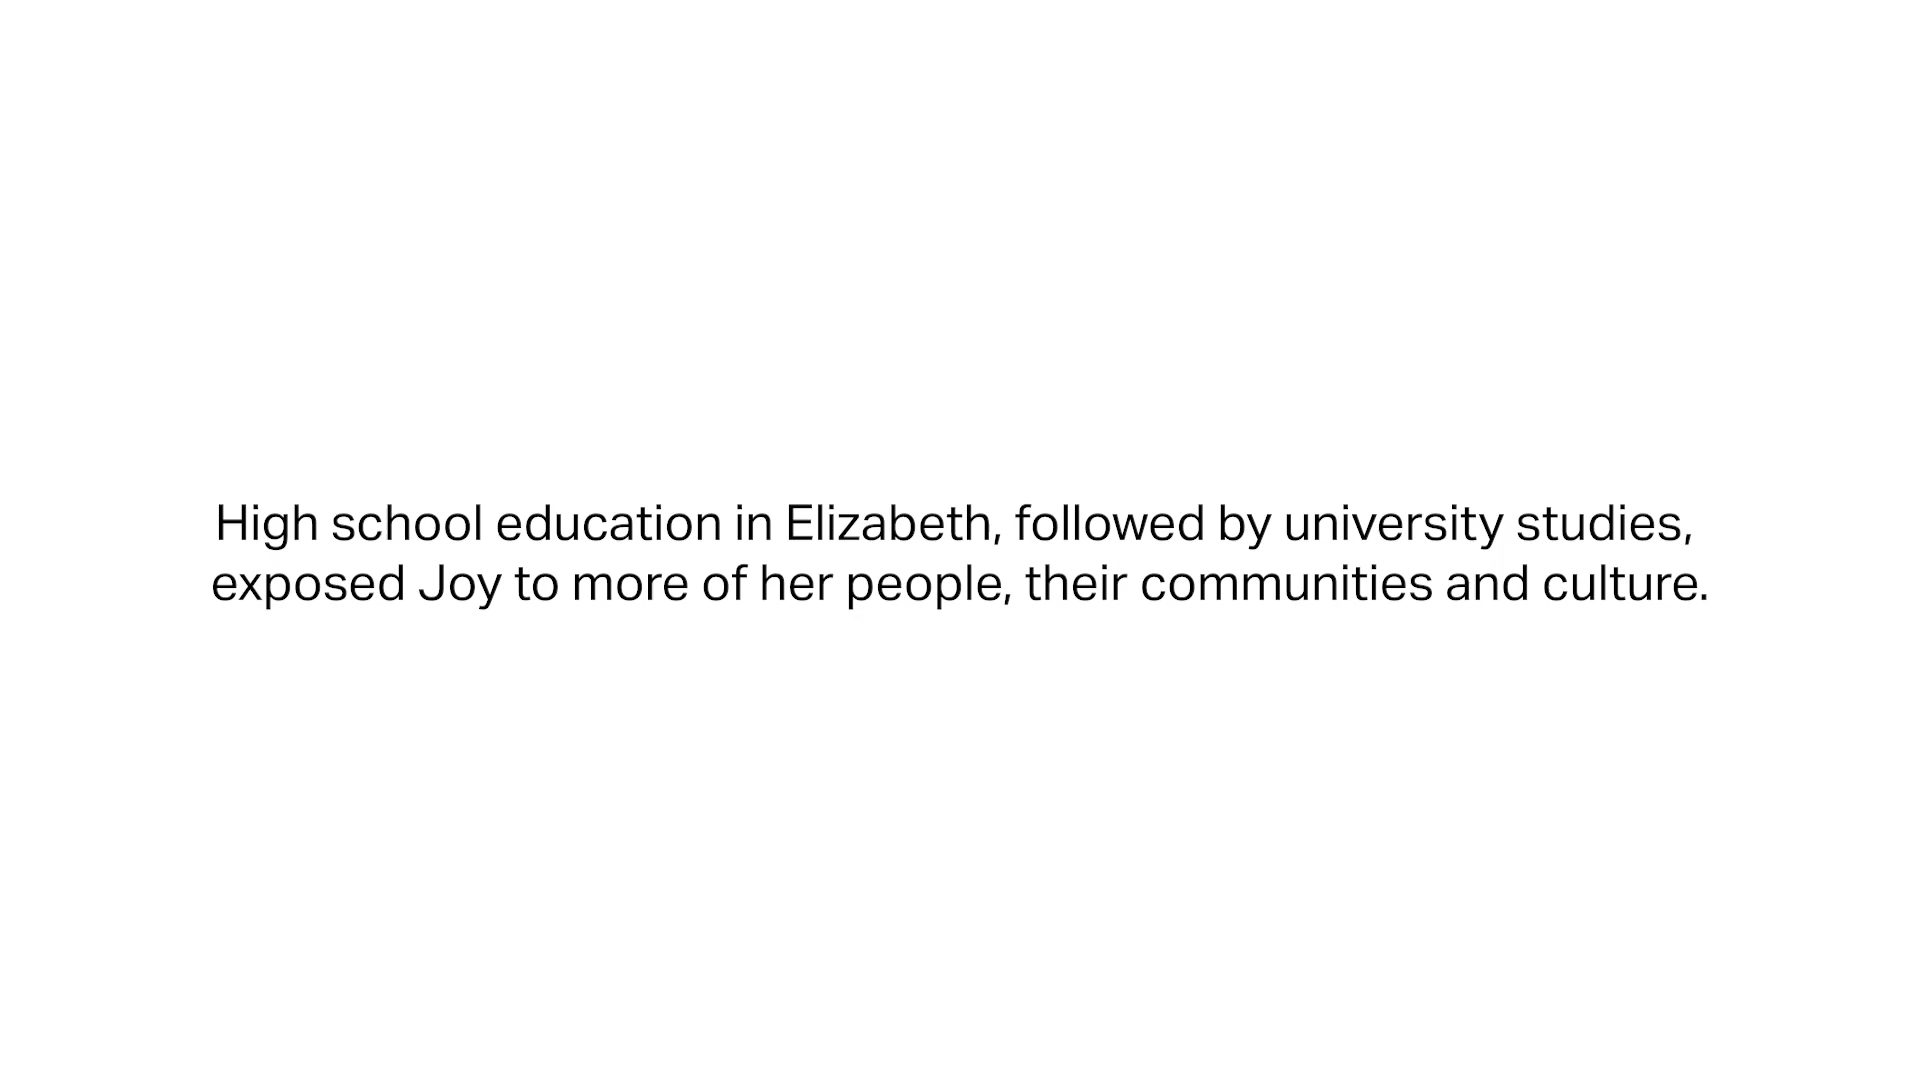 High school education in Elizabeth, followed by university studies,
exposed Joy to more of her people, their communities and culture.